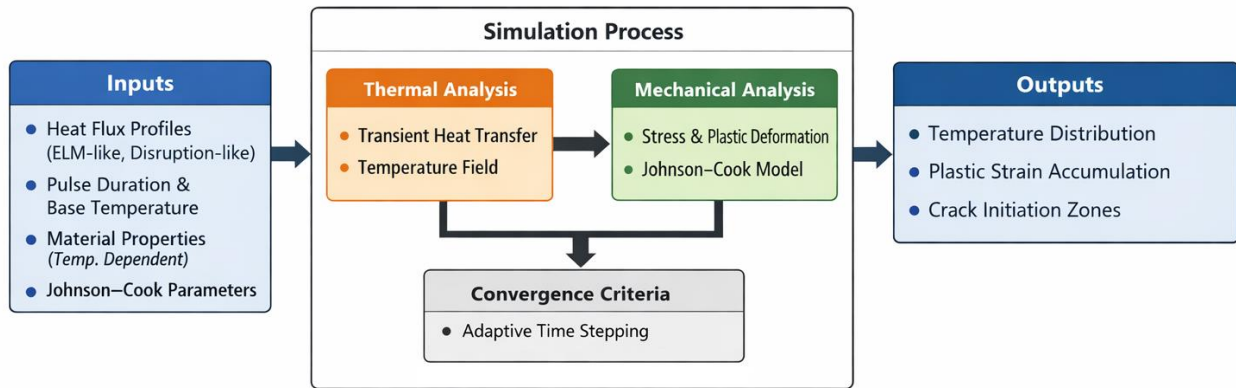 Simulation Process
Inputs
Heat Flux Profiles
(ELM-like, Disruption-like)
Pulse Duration &
Base Temperature
Material Properties
(Temp. Dependent)
Johnson–Cook Parameters
Thermal Analysis
Transient Heat Transfer
Temperature Field
Mechanical Analysis
Stress & Plastic Deformation
Johnson–Cook Model
Convergence Criteria
Adaptive Time Stepping
Outputs
Temperature Distribution
Plastic Strain Accumulation
Crack Initiation Zones